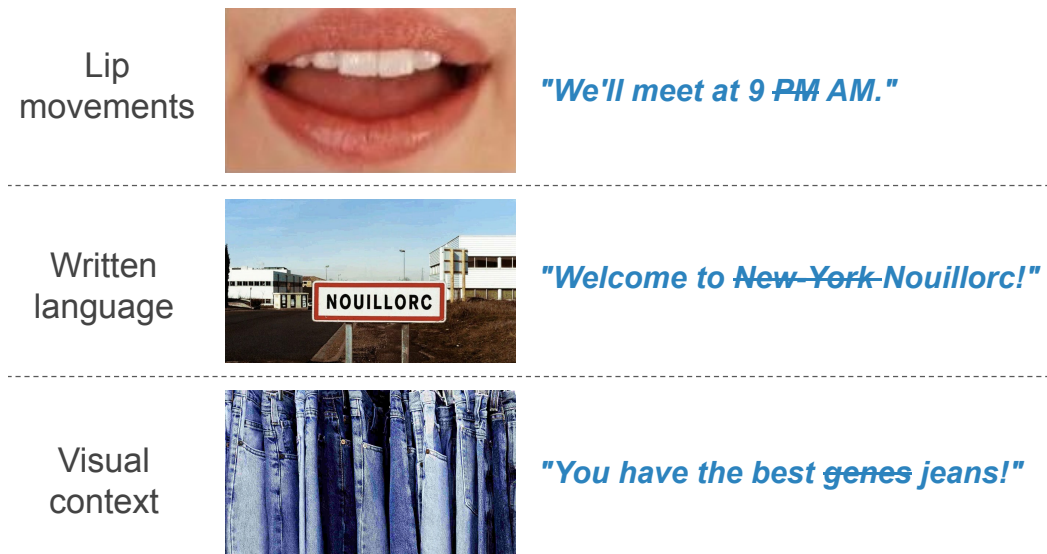 Lip
movements
"We'll meet at 9 PM AM."
Written
language
NOUILLORC
"Welcome to New-York Nouillorc!"
Visual
context
"You have the best genes jeans!"